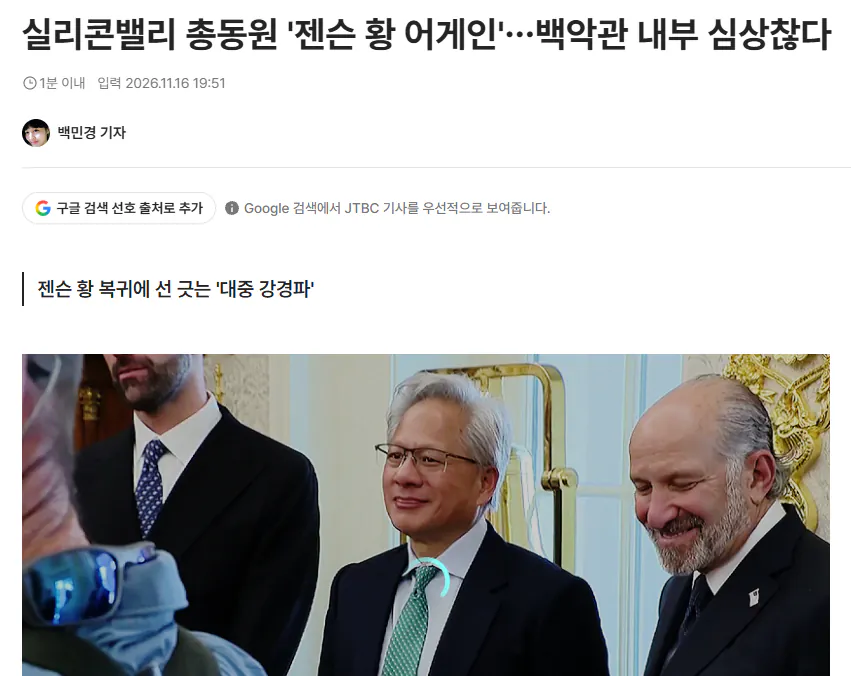 실리콘밸리 총동원 '젠슨 황 어게인'…백악관 내부 심상찮다
1분 이내 입력 2026.11.16 19:51
백민경 기자
구글 검색 선호 출처로 추가 Google 검색에서 JTBC 기사를 우선적으로 보여줍니다.
젠슨 황 복귀에 선 긋는 '대중 강경파'